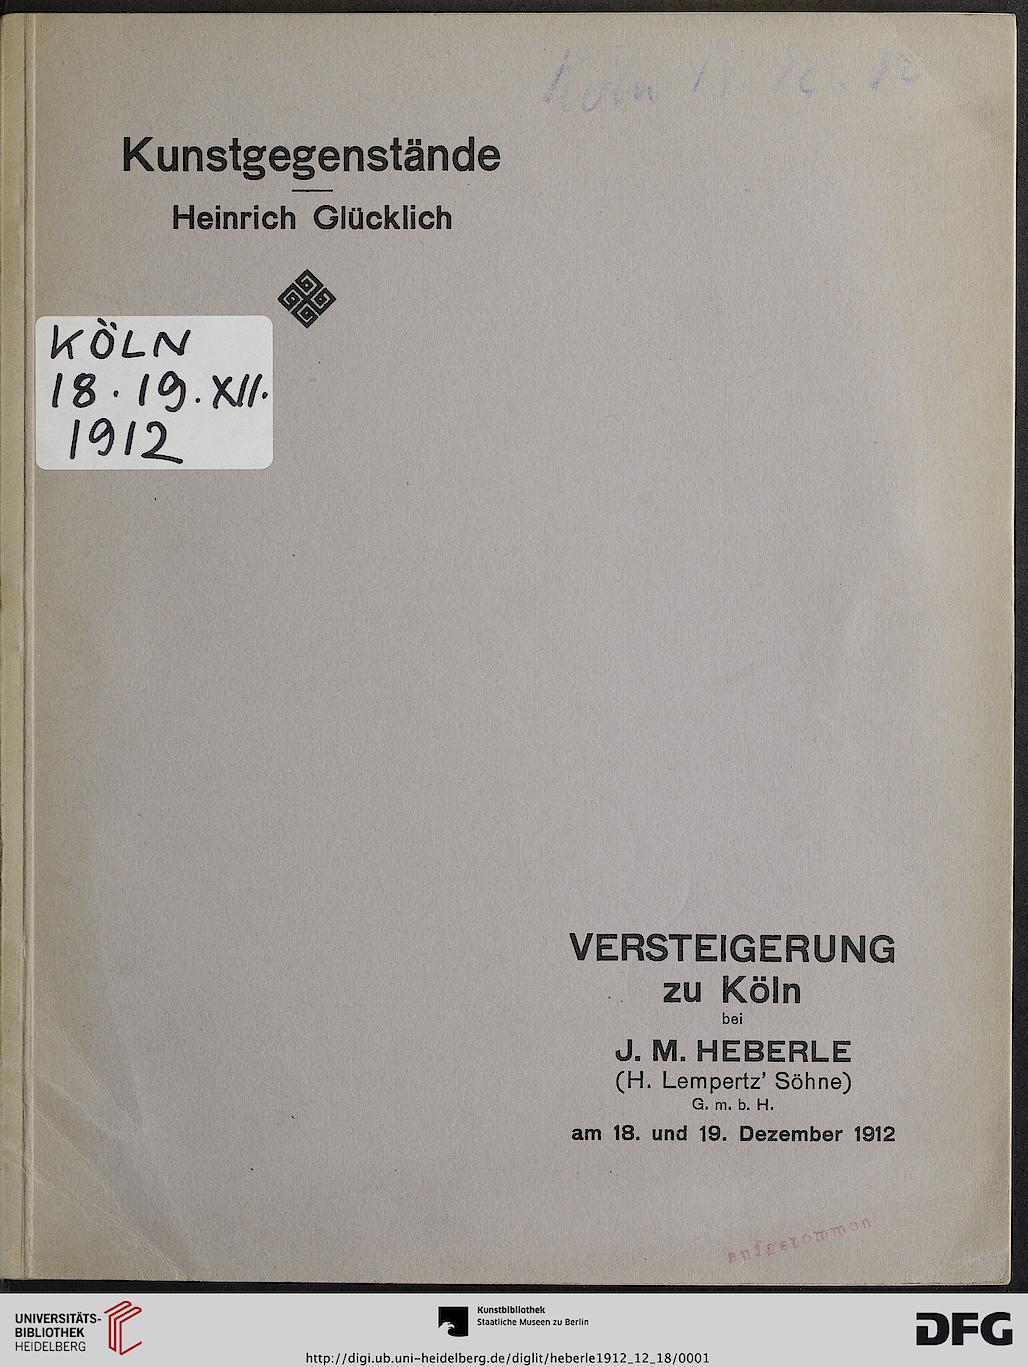 Köln 18. 12. 12
Kunstgegenstände
Heinrich Glücklich
KÖLN
18. 19. XII.
1912
VERSTEIGERUNG
zu Köln
bei
J. M. HEBERLE
(H. Lempertz’ Söhne)
G. m. b. H.
am 18. und 19. Dezember 1912
aufgenommen
UNIVERSITÄTS-
BIBLIOTHEK
HEIDELBERG
Kunstbibliothek
Staatliche Museen zu Berlin
DFG
http://digi.ub.uni-heidelberg.de/diglit/heberle1912_12_18/0001